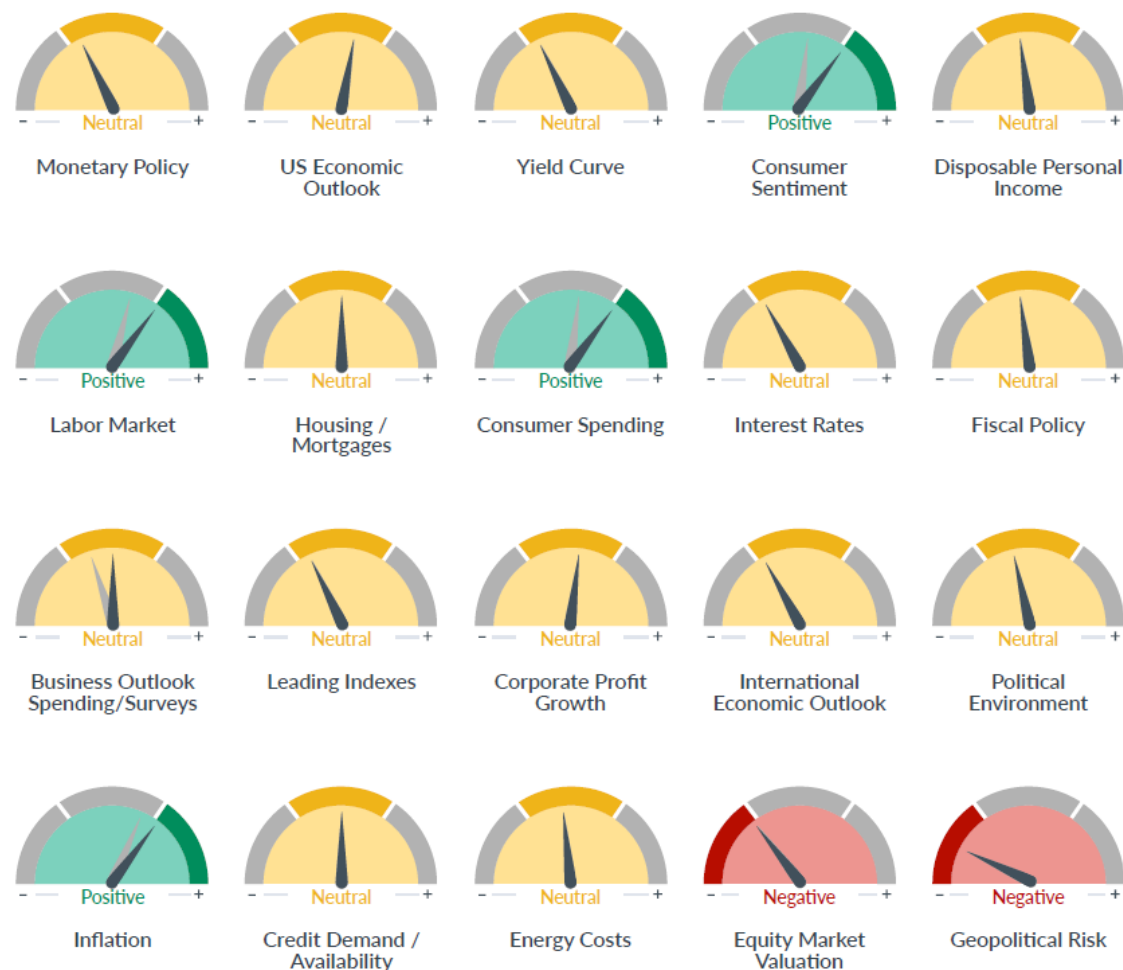 - Neutral +
Monetary Policy
- Neutral +
US Economic
Outlook
- Neutral +
Yield Curve
- Positive +
Consumer
Sentiment
- Neutral +
Disposable Personal
Income
- Positive +
Labor Market
- Neutral +
Housing /
Mortgages
- Positive +
Consumer Spending
- Neutral +
Interest Rates
- Neutral +
Fiscal Policy
- Neutral +
Business Outlook
Spending/Surveys
- Neutral +
Leading Indexes
- Neutral +
Corporate Profit
Growth
- Neutral +
International
Economic Outlook
- Neutral +
Political
Environment
- Positive +
Inflation
- Neutral +
Credit Demand /
Availability
- Neutral +
Energy Costs
- Negative +
Equity Market
Valuation
- Negative +
Geopolitical Risk